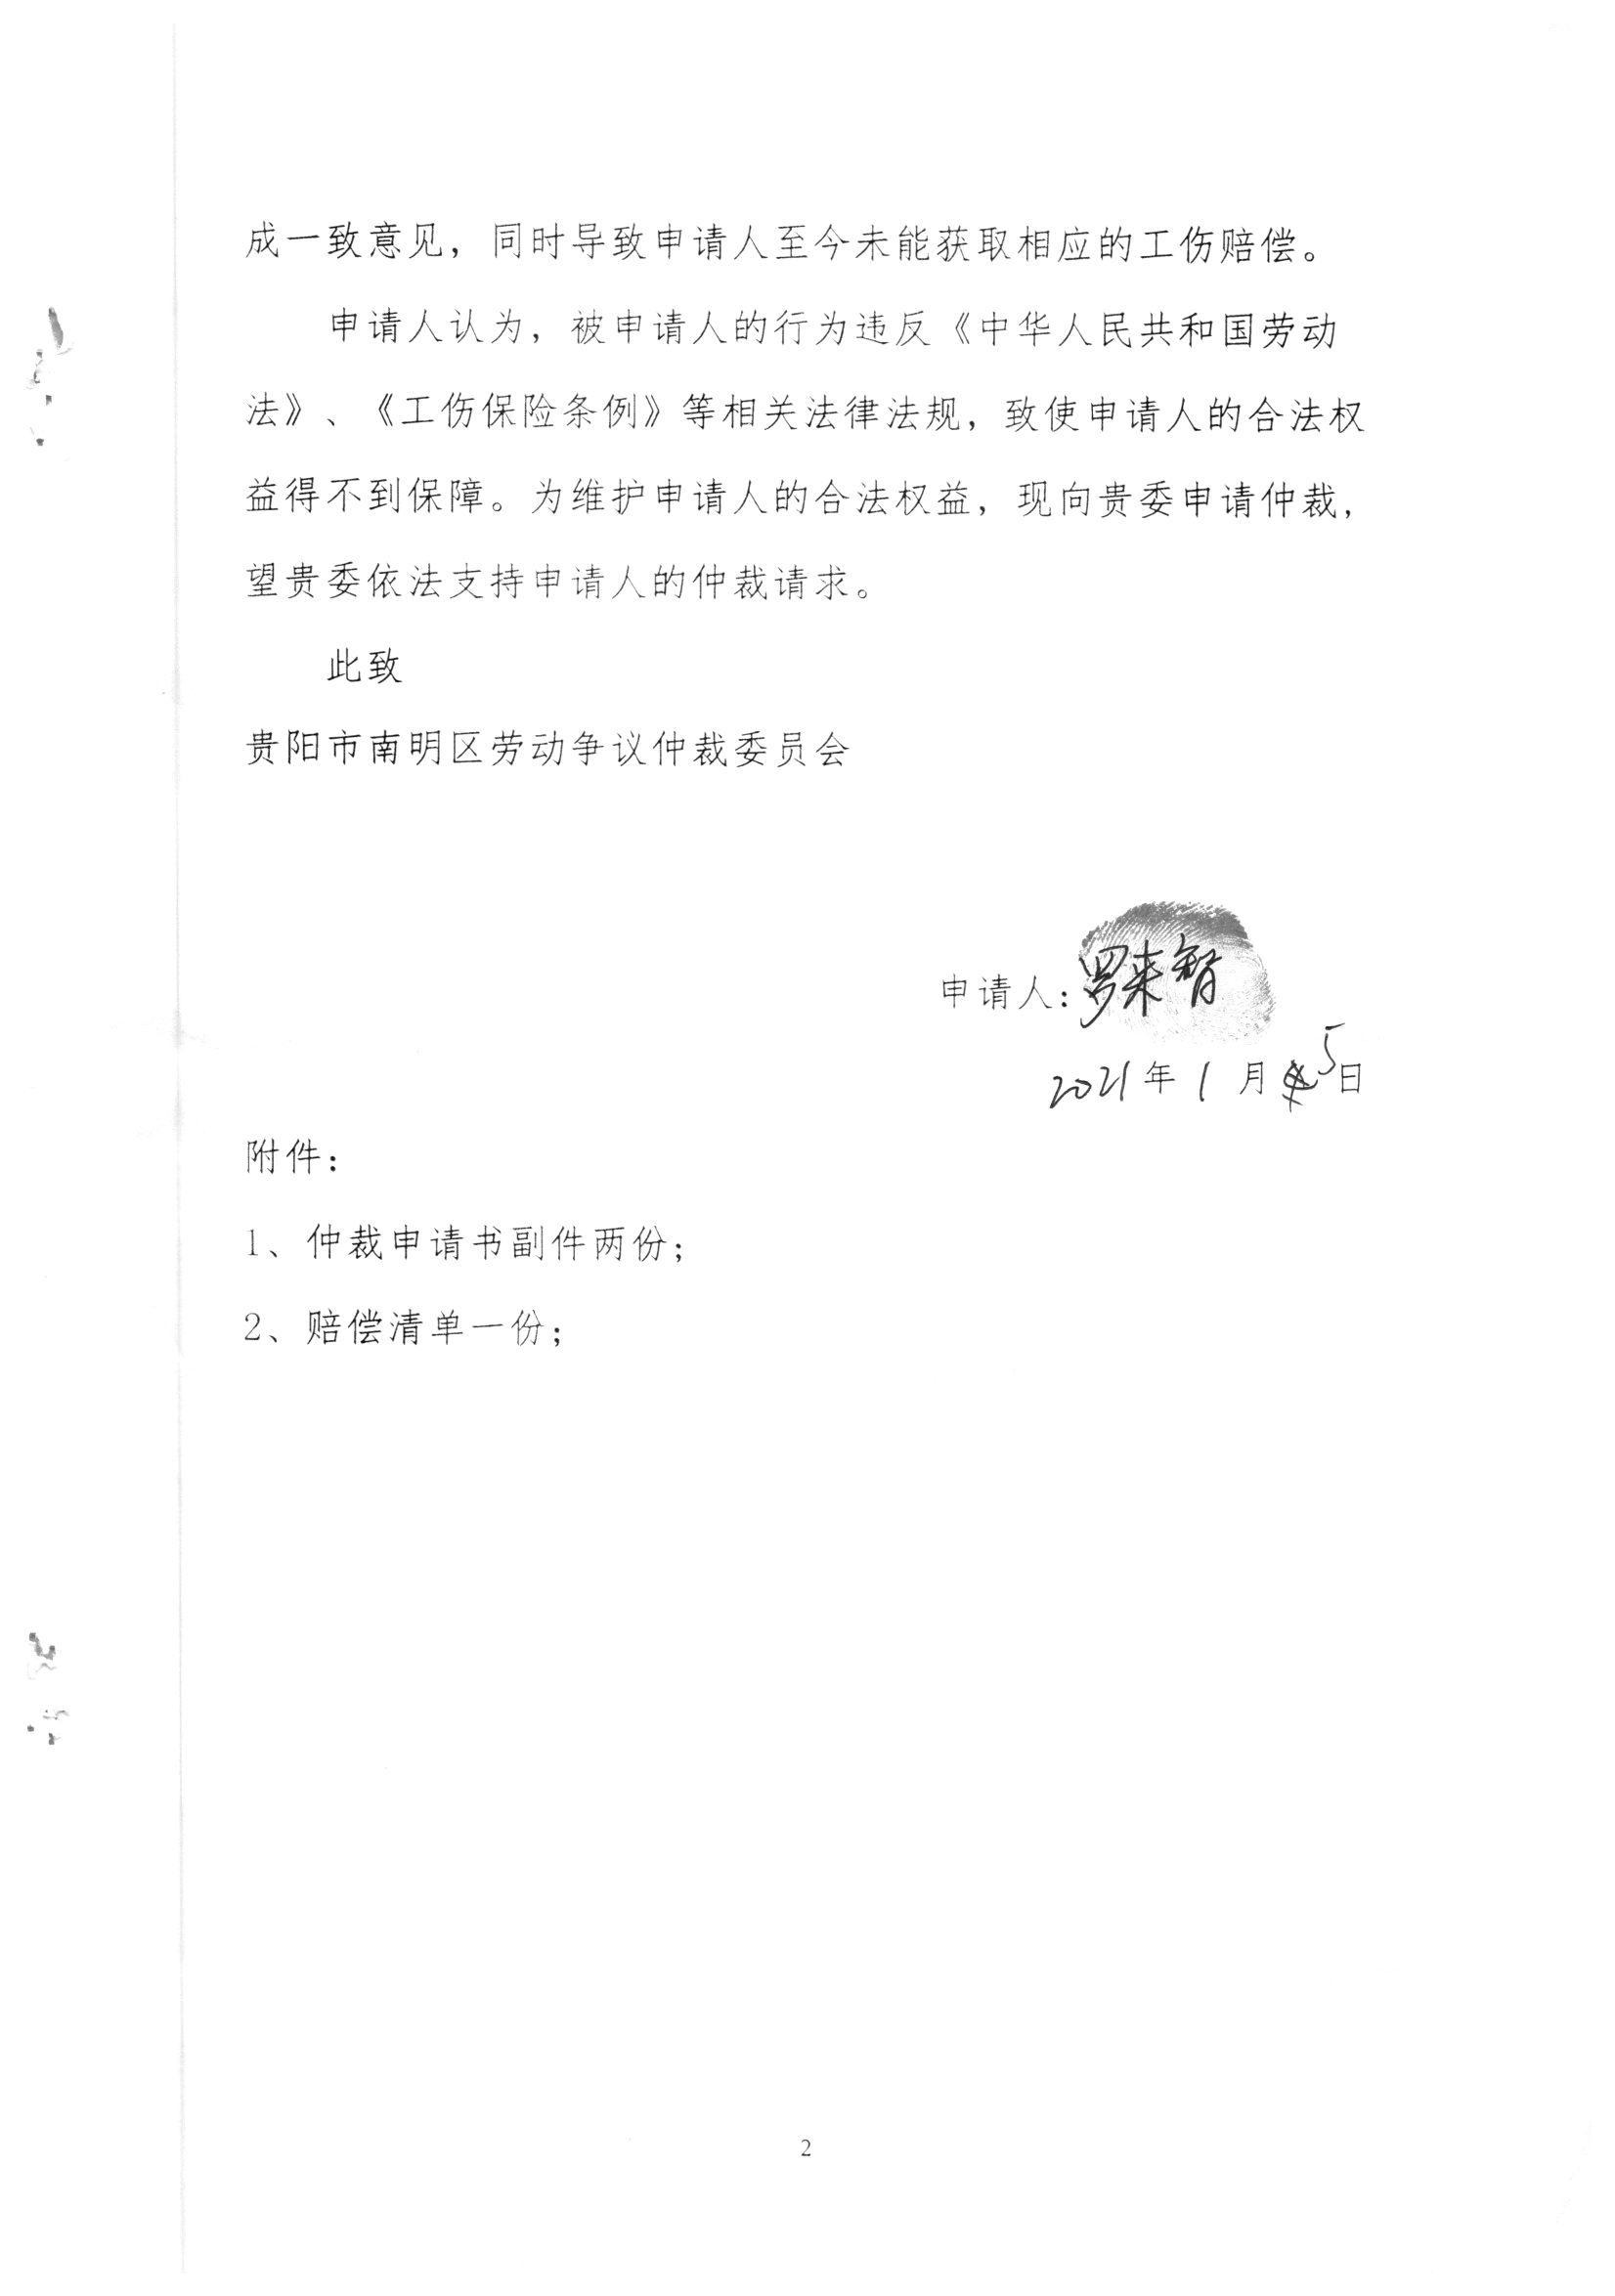 成一致意见，同时导致申请人至今未能获取相应的工伤赔偿。
申请人认为，被申请人的行为违反《中华人民共和国劳动
法》、《工伤保险条例》等相关法律法规，致使申请人的合法权
益得不到保障。为维护申请人的合法权益，现向贵委申请仲裁，
望贵委依法支持申请人的仲裁请求。
此致
贵阳市南明区劳动争议仲裁委员会
申请人：罗来智
2021年1月5日
附件：
1、仲裁申请书副件两份；
2、赔偿清单一份；
2